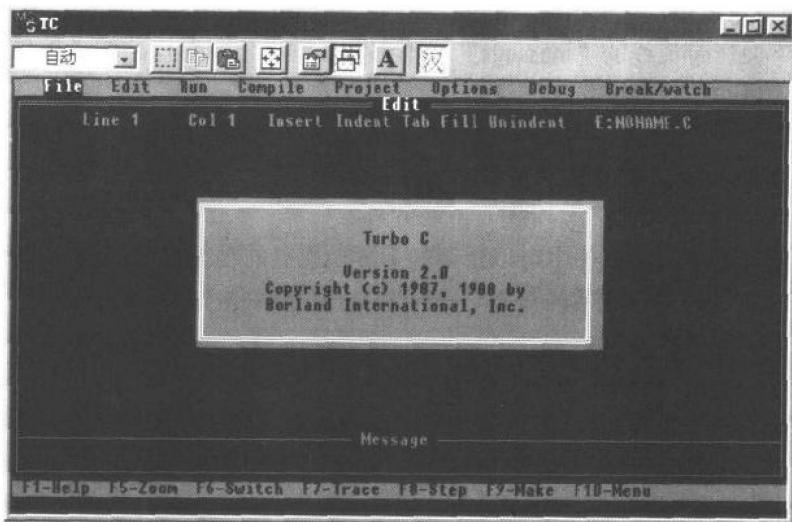 TC
自动 A 汉
File Edit Run Compile Project Options Debug Break/watch
Edit
Line 1 Col 1 Insert Indent Tab Fill Unindent E:NONAME.C
Turbo C
Version 2.0
Copyright (c) 1987, 1988 by
Borland International, Inc.
Message
F1-Help F5-Zoom F6-Switch F7-Trace F8-Step F9-Make F10-Menu